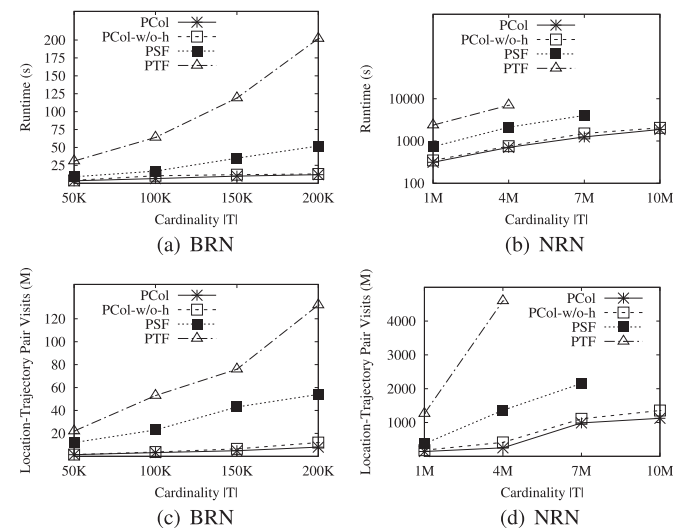 200
175
150
125
100
75
50
25
Runtime (s)
PCol
PCol-w/o-h
PSF
PTF
50K 100K 150K 200K
Cardinality |T|
(a) BRN
10000
1000
100
Runtime (s)
PCol
PCol-w/o-h
PSF
PTF
1M 4M 7M 10M
Cardinality |T|
(b) NRN
120
100
80
60
40
20
Location-Trajectory Pair Visits (M)
PCol
PCol-w/o-h
PSF
PTF
50K 100K 150K 200K
Cardinality |T|
(c) BRN
4000
3000
2000
1000
Location-Trajectory Pair Visits (M)
PCol
PCol-w/o-h
PSF
PTF
1M 4M 7M 10M
Cardinality |T|
(d) NRN